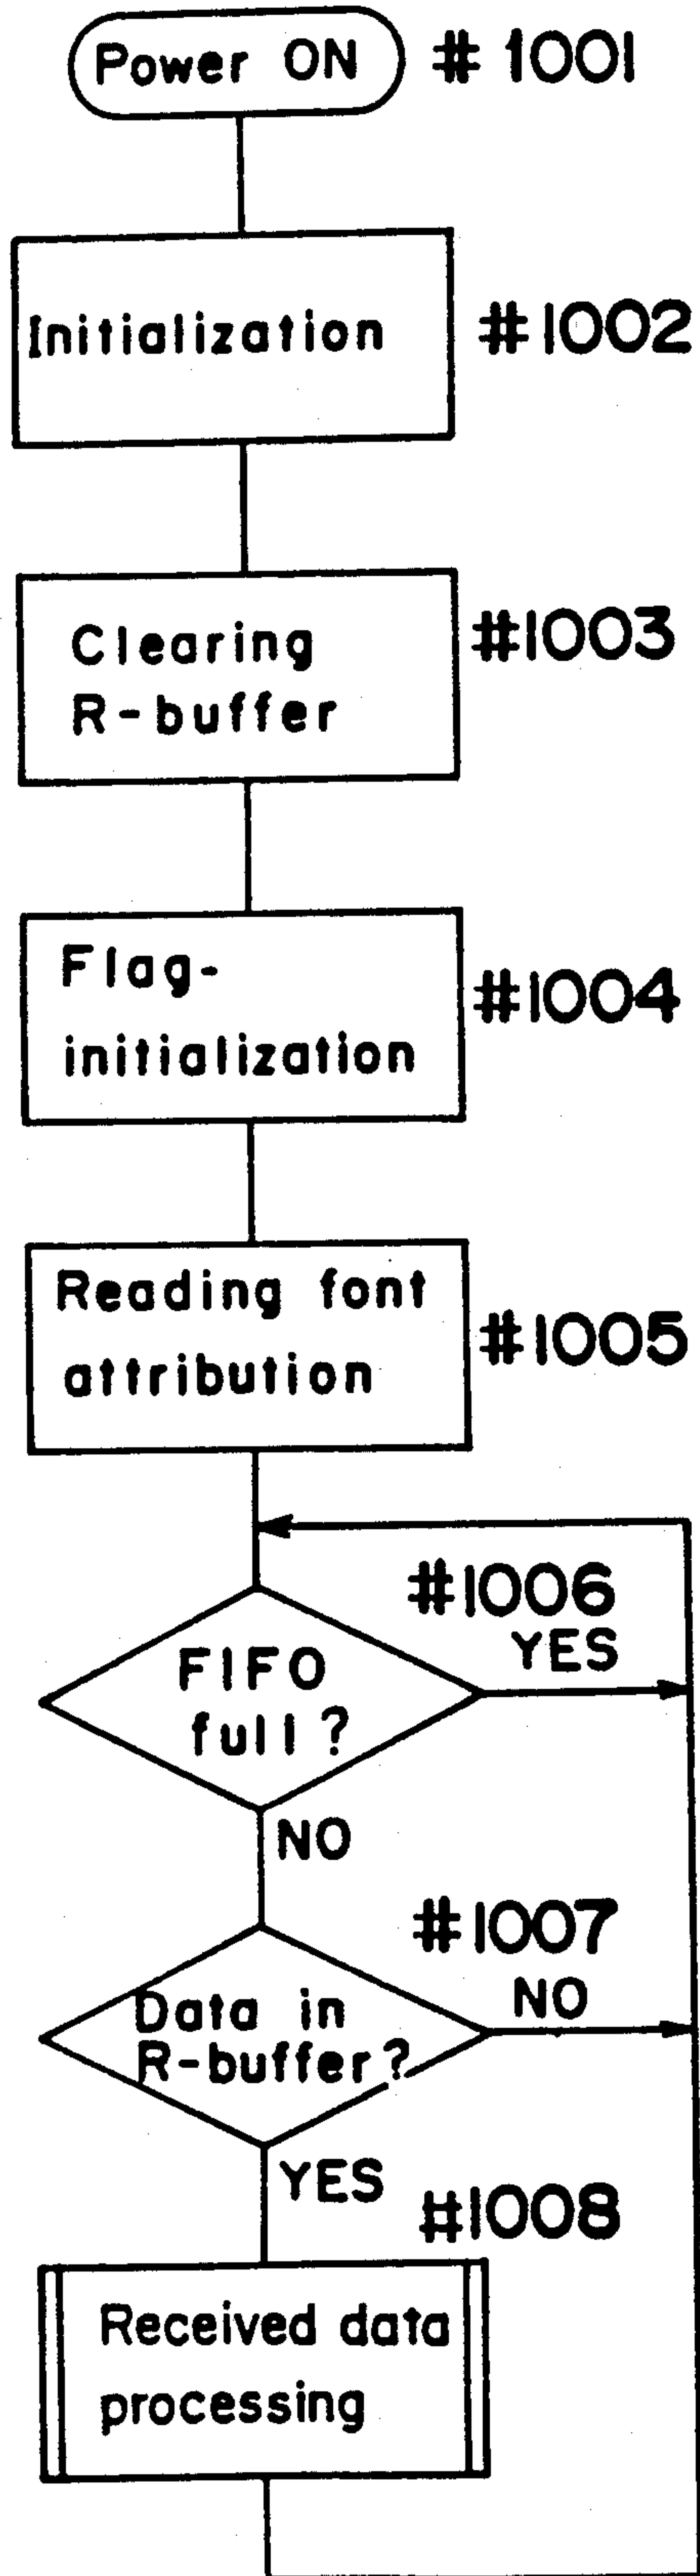 Power ON # 1001
Initialization #1002
Clearing #1003
R-buffer
Flag- #1004
initialization
Reading font #1005
attribution
#1006
FIFO YES
full?
NO
#1007
Data in NO
R-buffer?
YES
#1008
Received data
processing